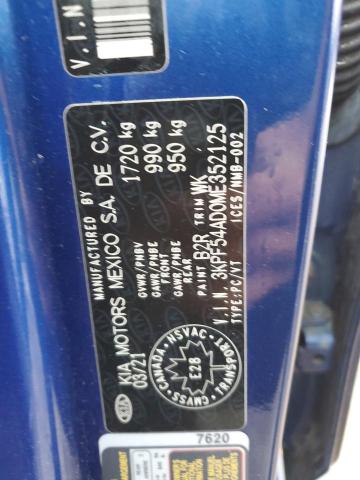 V.I.N
KIA
MANUFACTURED BY
KIA MOTORS MEXICO S.A. DE C.V.
03/21
GVWR/PNBV 1720 kg
GAWR/PNBE FRONT 990 kg
GAWR/PNBE REAR 950 kg
PAINT B2R TRIM WK
V.I.N. 3KPF54AD0ME352125
TYPE:PC/VT ICES/NMB-002
CANADA·NSVAC·TRANSPORT·CMVSS
E28
7620